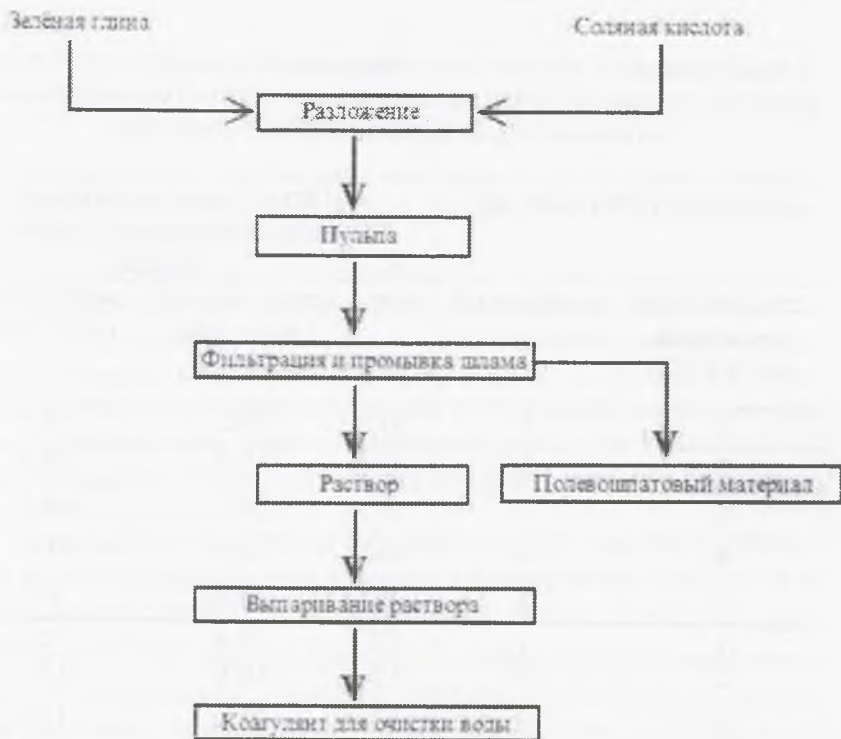 Зелёная глина
Соляная кислота
Разложение
Пульпа
Фильтрация и промывка шлама
Раствор
Полевошпатовый материал
Выпаривание раствора
Коагулянт для очистки воды